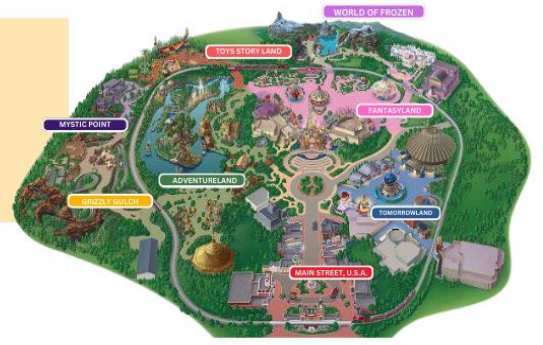 WORLD OF FROZEN
TOYS STORY LAND
FANTASYLAND
MYSTIC POINT
ADVENTURELAND
GRIZZLY GULCH
TOMORROWLAND
MAIN STREET, U.S.A.